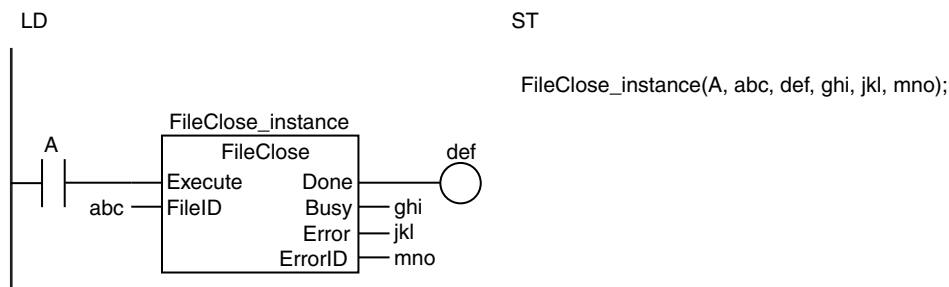 LD
ST
FileClose_instance(A, abc, def, ghi, jkl, mno);
FileClose_instance
A
FileClose
def
Execute
Done
abc
FileID
Busy
ghi
Error
jkl
ErrorID
mno